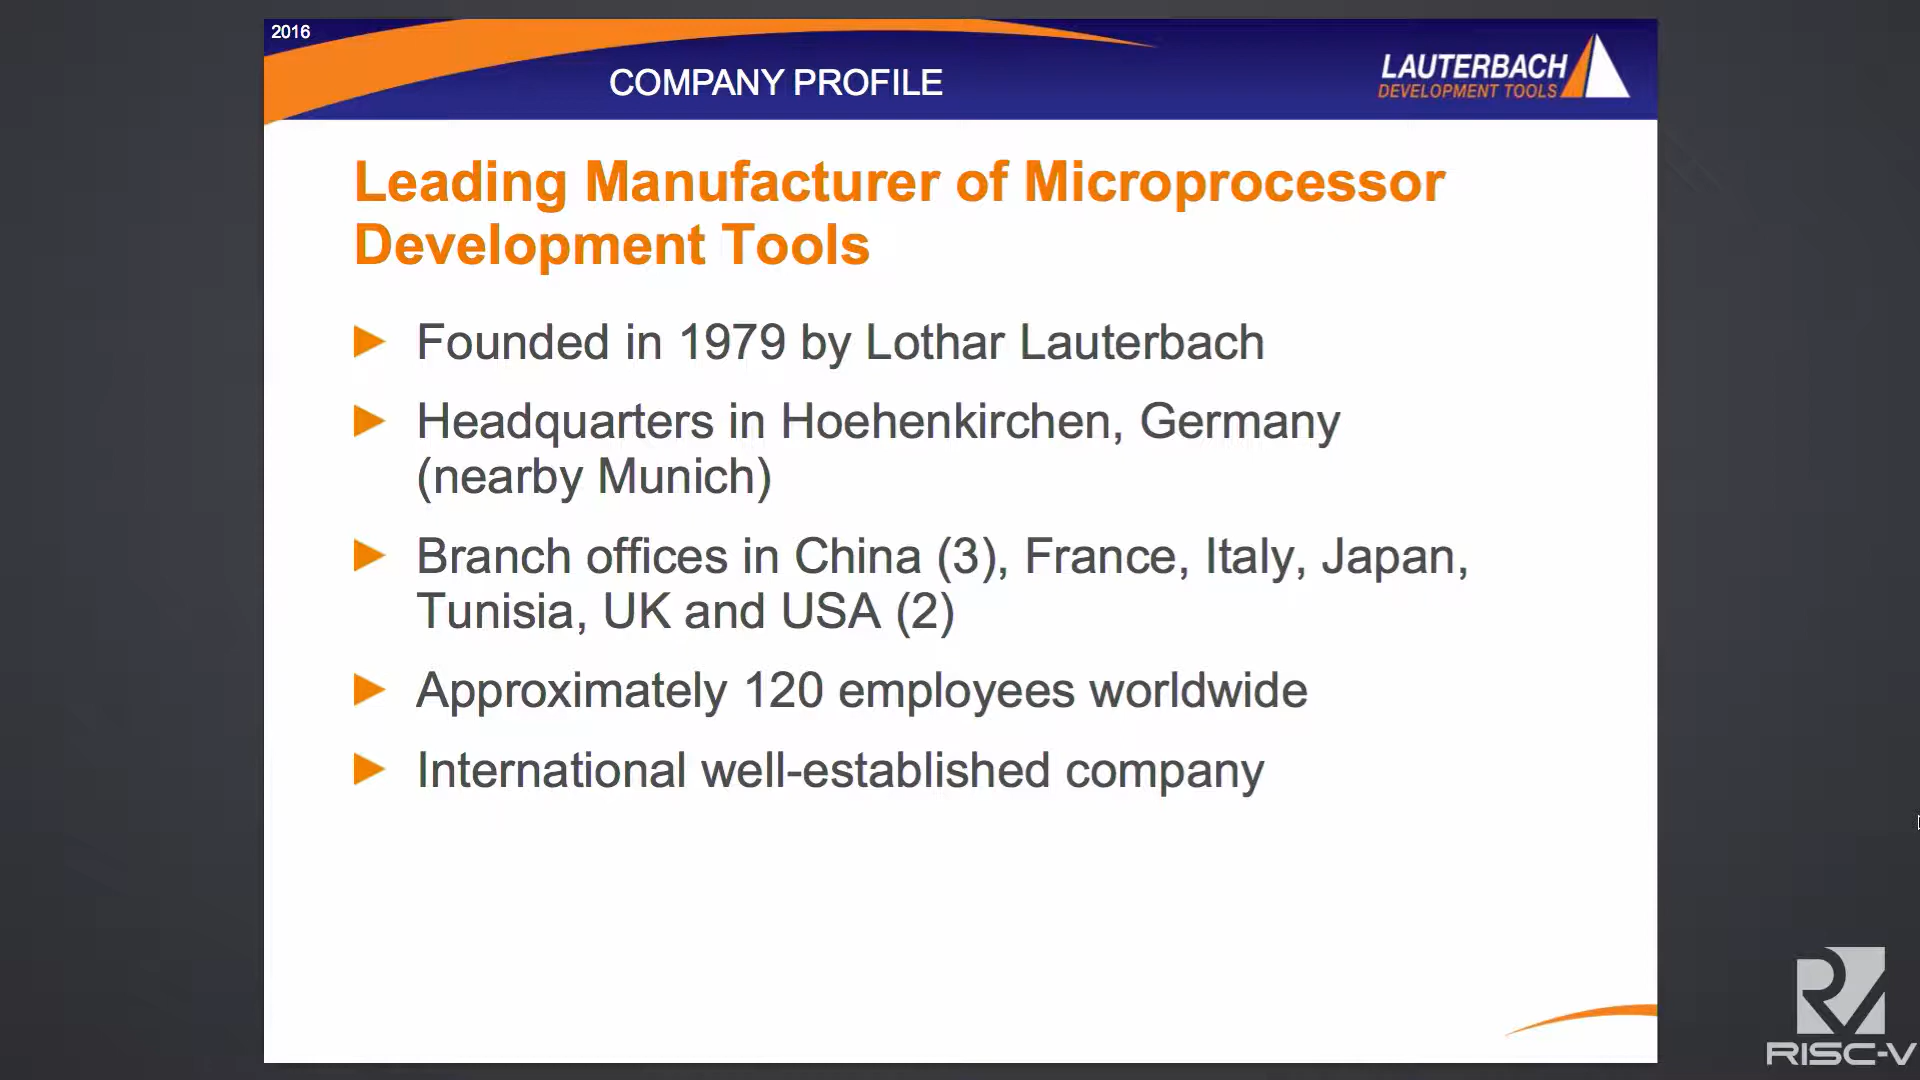 2016
COMPANY PROFILE
LAUTERBACH
DEVELOPMENT TOOLS
Leading Manufacturer of Microprocessor
Development Tools
Founded in 1979 by Lothar Lauterbach
Headquarters in Hoehenkirchen, Germany
(nearby Munich)
Branch offices in China (3), France, Italy, Japan,
Tunisia, UK and USA (2)
Approximately 120 employees worldwide
International well-established company
RISC-V